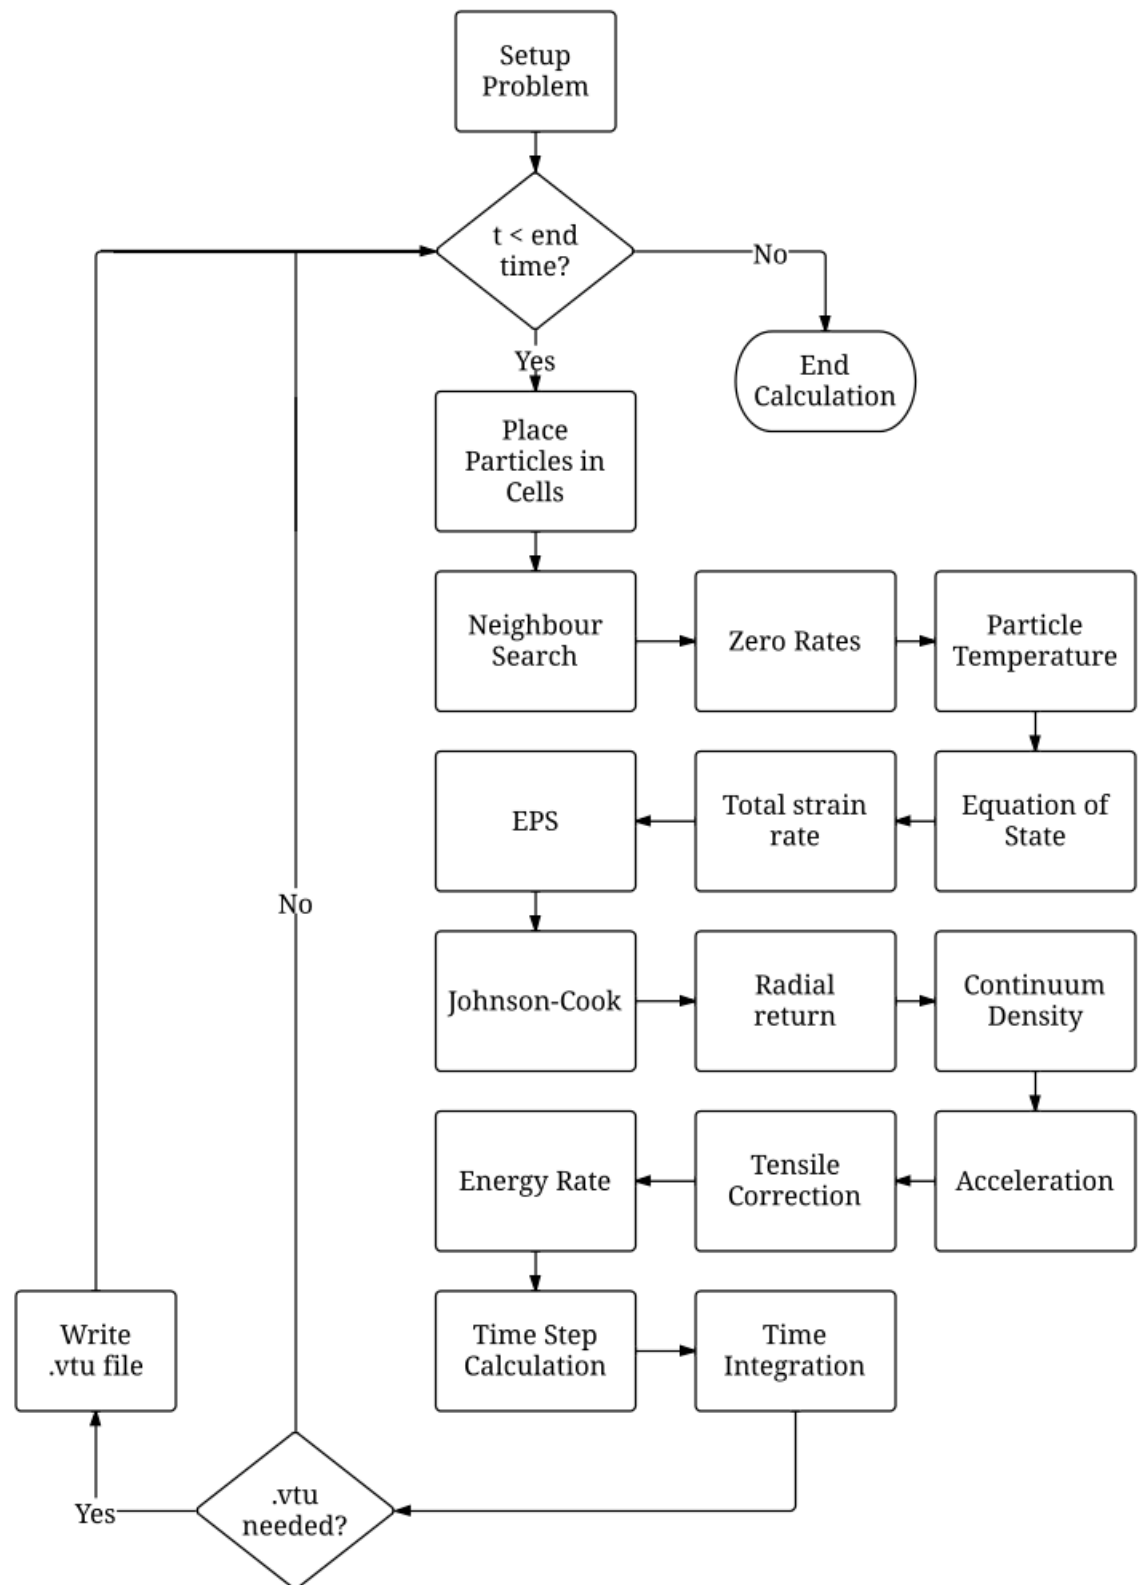 Setup
Problem
t < end
time?
No
End
Calculation
Yes
Place
Particles in
Cells
Neighbour
Search
Zero Rates
Particle
Temperature
EPS
Total strain
rate
Equation of
State
No
Johnson-Cook
Radial
return
Continuum
Density
Energy Rate
Tensile
Correction
Acceleration
Write
.vtu file
Time Step
Calculation
Time
Integration
Yes
.vtu
needed?